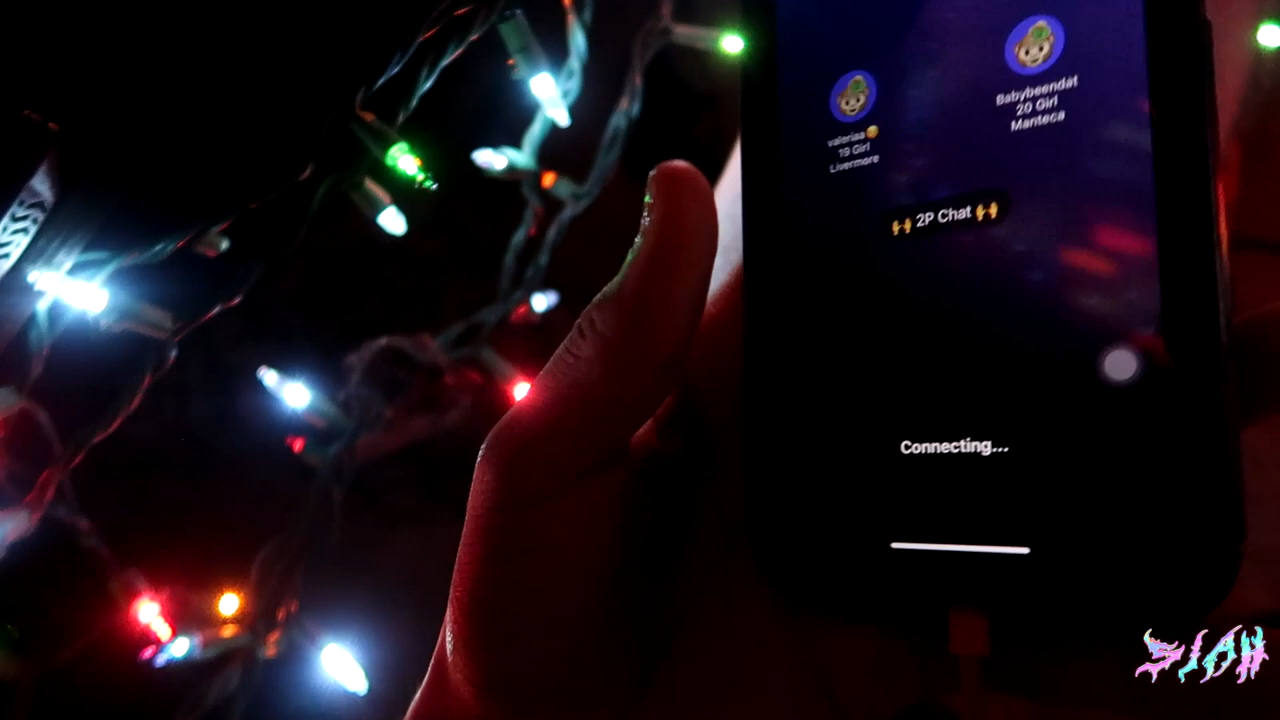 Babybeendat
20 Girl
Manteca
valeriaa😏
19 Girl
Livermore
🙌 2P Chat 🙌
Connecting...
SIAH